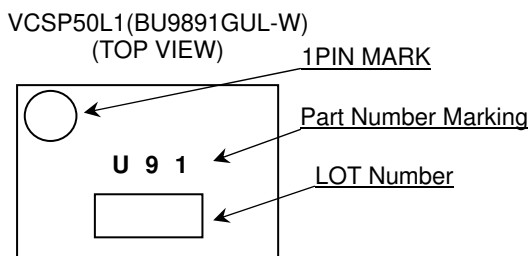 VCSP50L1(BU9891GUL-W)
(TOP VIEW)
1PIN MARK
Part Number Marking
U 9 1
LOT Number